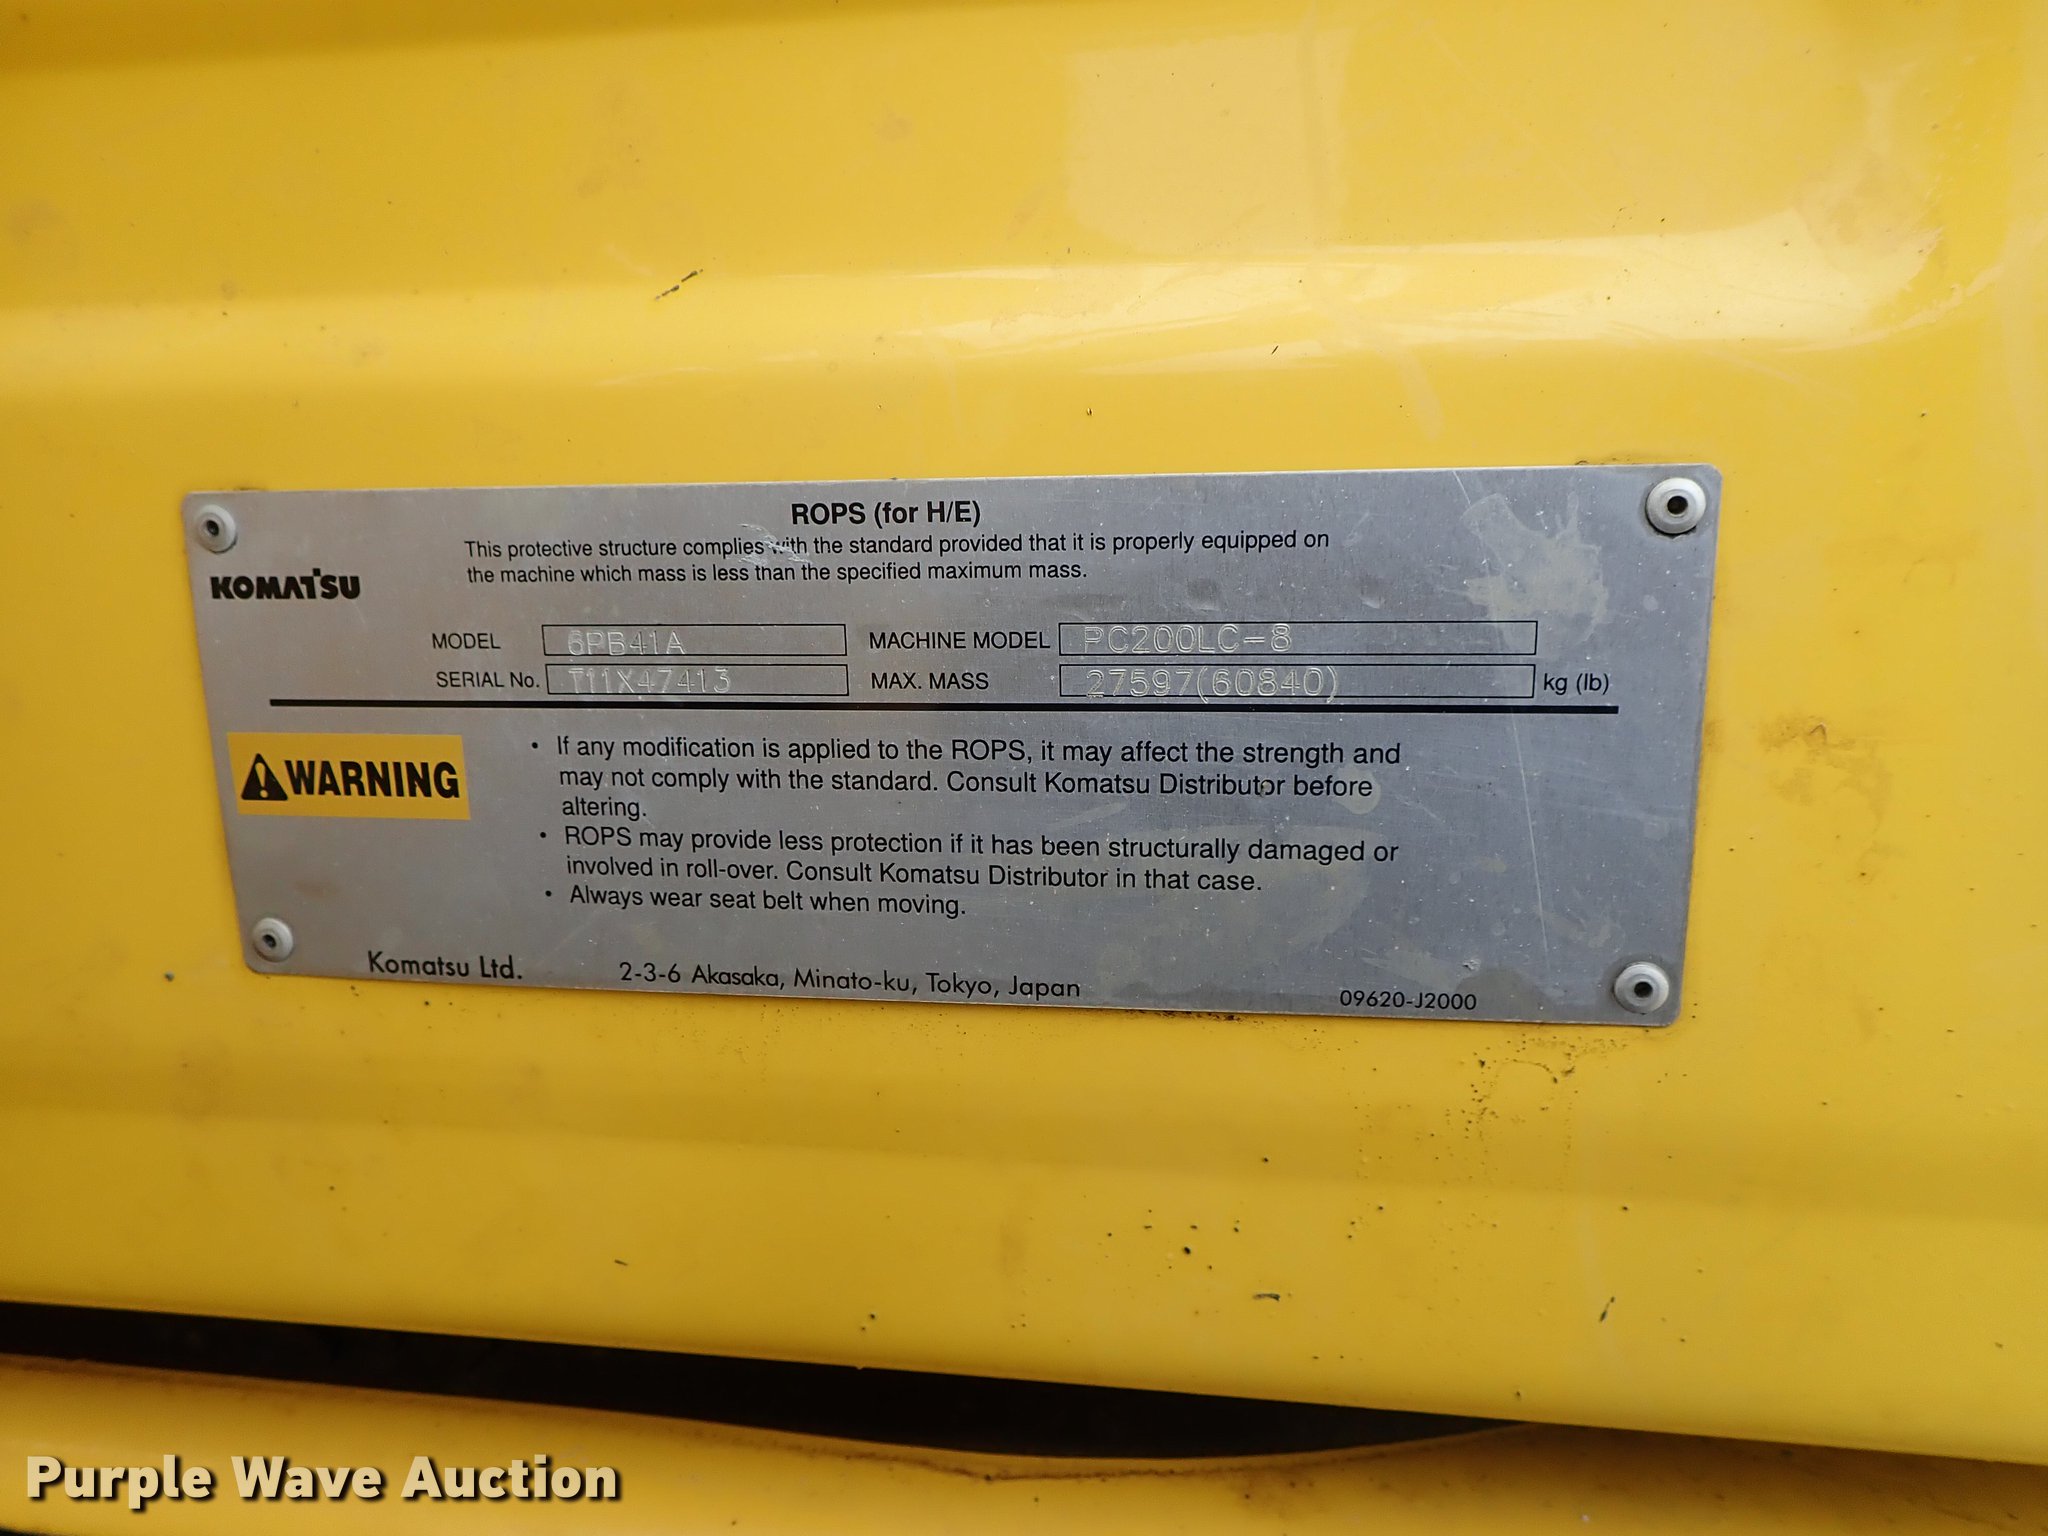 ROPS (for H/E)
This protective structure complies with the standard provided that it is properly equipped on
the machine which mass is less than the specified maximum mass.
KOMATSU
MODEL 6PB41A MACHINE MODEL PC200LC-8
SERIAL No. T11X47413 MAX. MASS 27597(60840) kg (lb)
WARNING
• If any modification is applied to the ROPS, it may affect the strength and
may not comply with the standard. Consult Komatsu Distributor before
altering.
• ROPS may provide less protection if it has been structurally damaged or
involved in roll-over. Consult Komatsu Distributor in that case.
• Always wear seat belt when moving.
Komatsu Ltd. 2-3-6 Akasaka, Minato-ku, Tokyo, Japan 09620-J2000
Purple Wave Auction